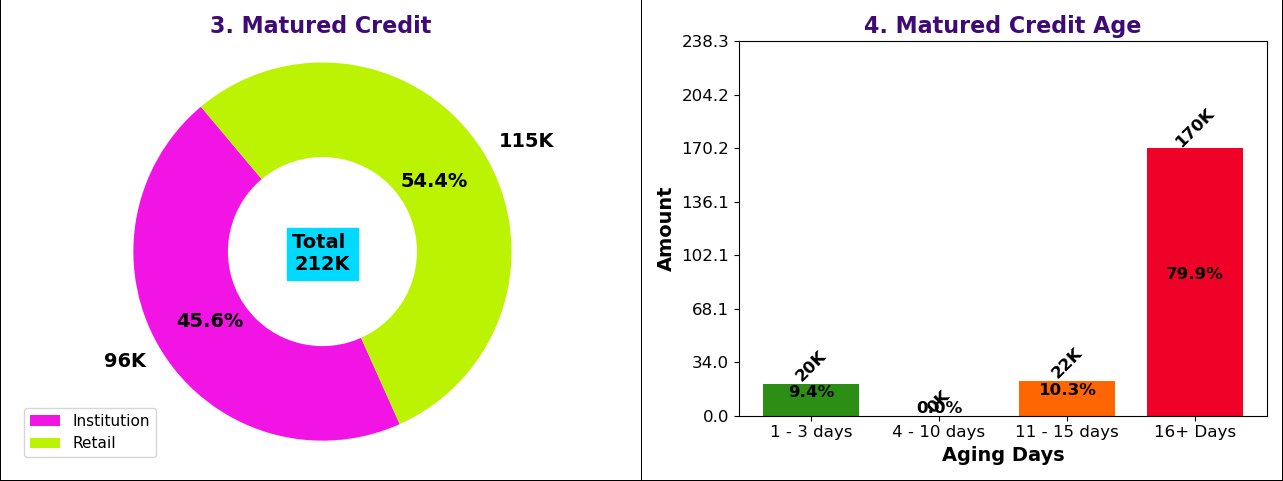 3. Matured Credit
115K
54.4%
Total
212K
45.6%
96K
Institution
Retail
4. Matured Credit Age
238.3
204.2
170.2
136.1
102.1
68.1
34.0
0.0
Amount
170K
79.9%
22K
10.3%
20K
9.4%
0K
0.0%
1 - 3 days
4 - 10 days
11 - 15 days
16+ Days
Aging Days